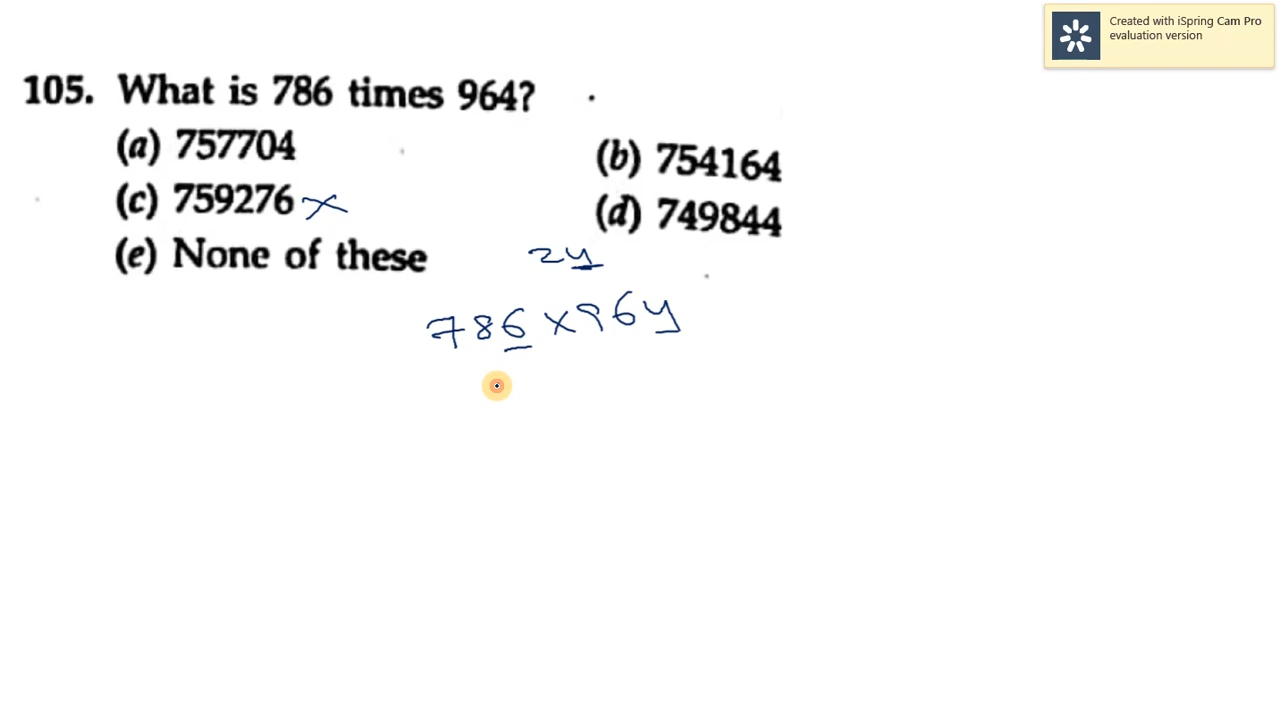 Created with iSpring Cam Pro
evaluation version
105. What is 786 times 964?
(a) 757704
(b) 754164
(c) 759276 ×
(d) 749844
(e) None of these
24
786×964